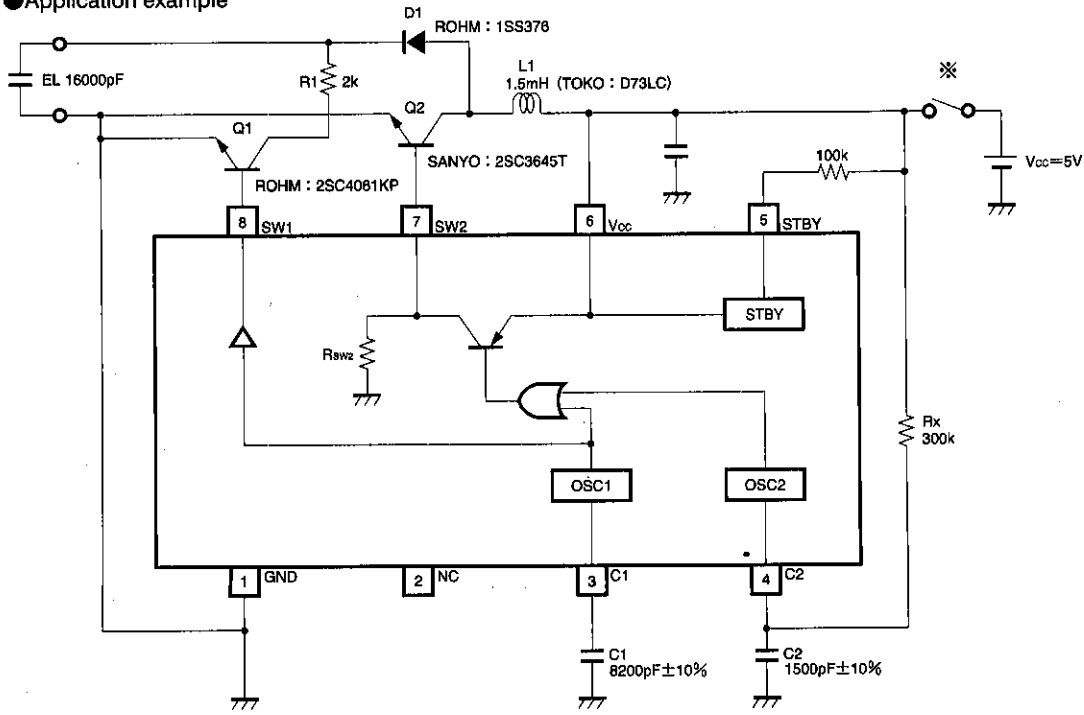 ●Application example
D1
ROHM : 1SS376
EL 16000pF
R1 2k
L1
1.5mH (TOKO : D73LC)
※
Q1
Q2
SANYO : 2SC3645T
ROHM : 2SC4061KP
100k
Vcc=5V
8 SW1
7 SW2
6 Vcc
5 STBY
STBY
RSW2
Rx
300k
OSC1
OSC2
1 GND
2 NC
3 C1
4 C2
C1
8200pF±10%
C2
1500pF±10%